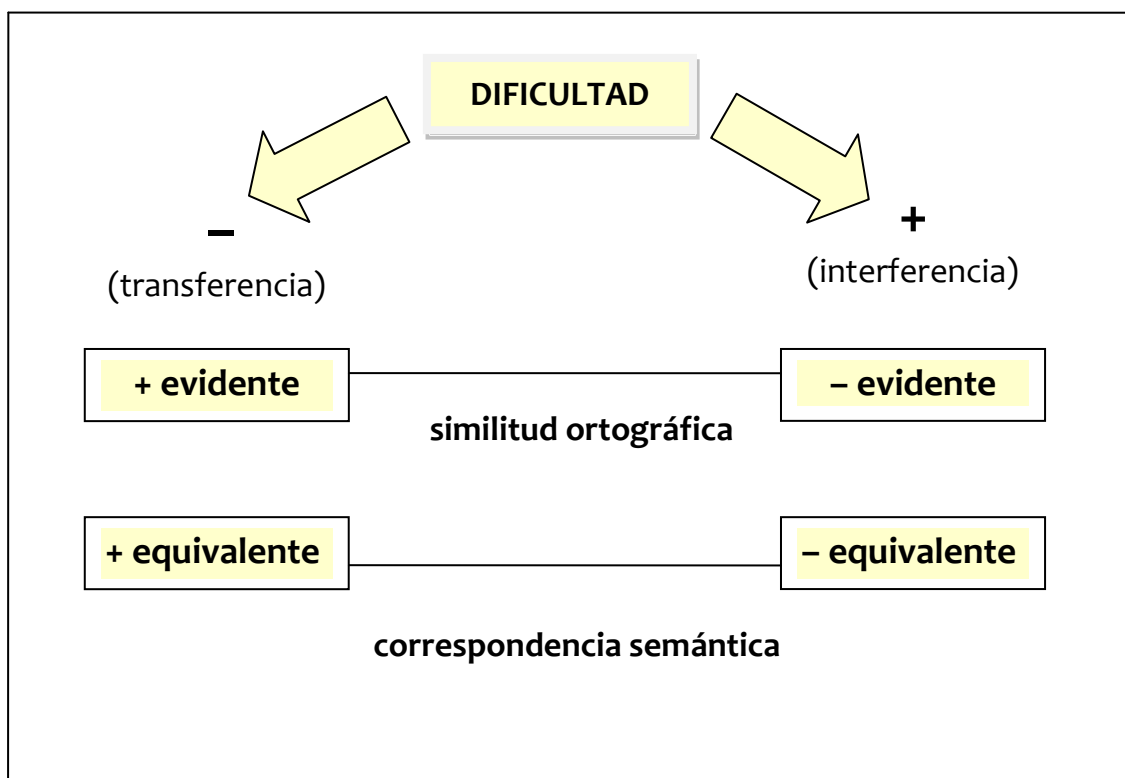 DIFICULTAD
–
(transferencia)
+
(interferencia)
+ evidente
– evidente
similitud ortográfica
+ equivalente
– equivalente
correspondencia semántica